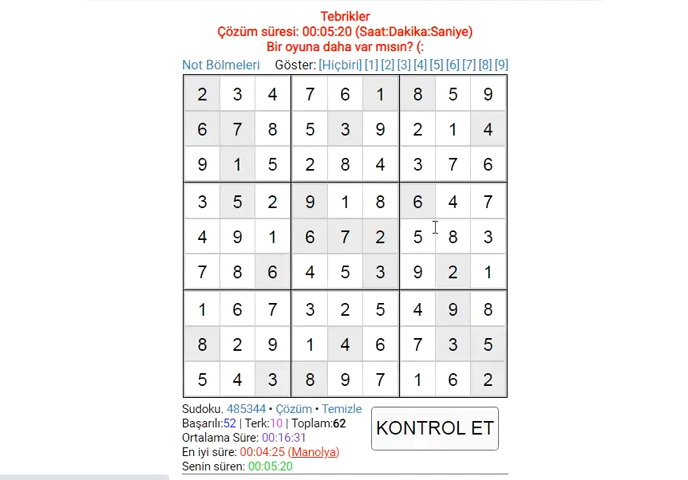 Tebrikler
Çözüm süresi: 00:05:20 (Saat:Dakika:Saniye)
Bir oyuna daha var mısın? (:
Not Bölmeleri Göster: [Hiçbiri] [1] [2] [3] [4] [5] [6] [7] [8] [9]
2 3 4 7 6 1 8 5 9
6 7 8 5 3 9 2 1 4
9 1 5 2 8 4 3 7 6
3 5 2 9 1 8 6 4 7
4 9 1 6 7 2 5 8 3
7 8 6 4 5 3 9 2 1
1 6 7 3 2 5 4 9 8
8 2 9 1 4 6 7 3 5
5 4 3 8 9 7 1 6 2
Sudoku. 485344 • Çözüm • Temizle
Başarılı:52 | Terk:10 | Toplam:62
Ortalama Süre: 00:16:31
En iyi süre: 00:04:25 (Manolya)
Senin süren: 00:05:20
KONTROL ET